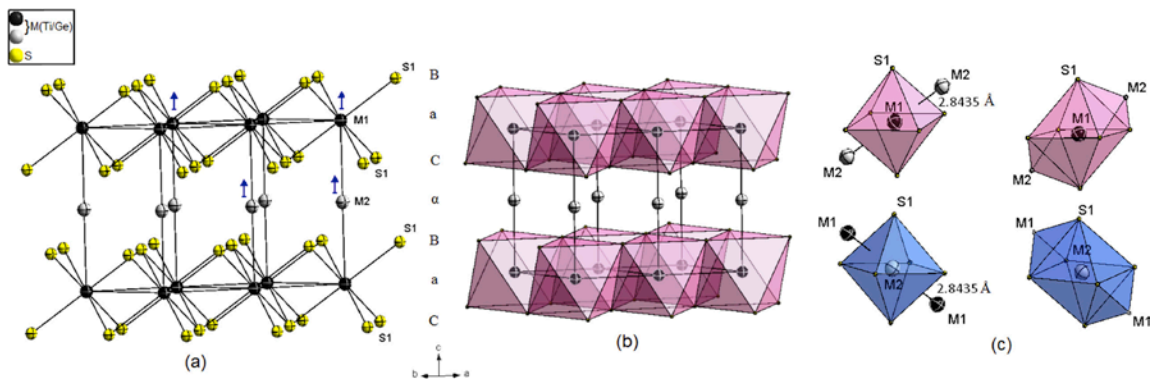 M(Ti/Ge)
S
S1
M1
S1
M2
S1
S1
(a)
B
a
C
α
B
a
C
c
b a
(b)
S1
M2
M1
2.8435 Å
M2
S1
M2
M1
M2
S1
M1
M2
2.8435 Å
M1
S1
M1
M2
M1
(c)